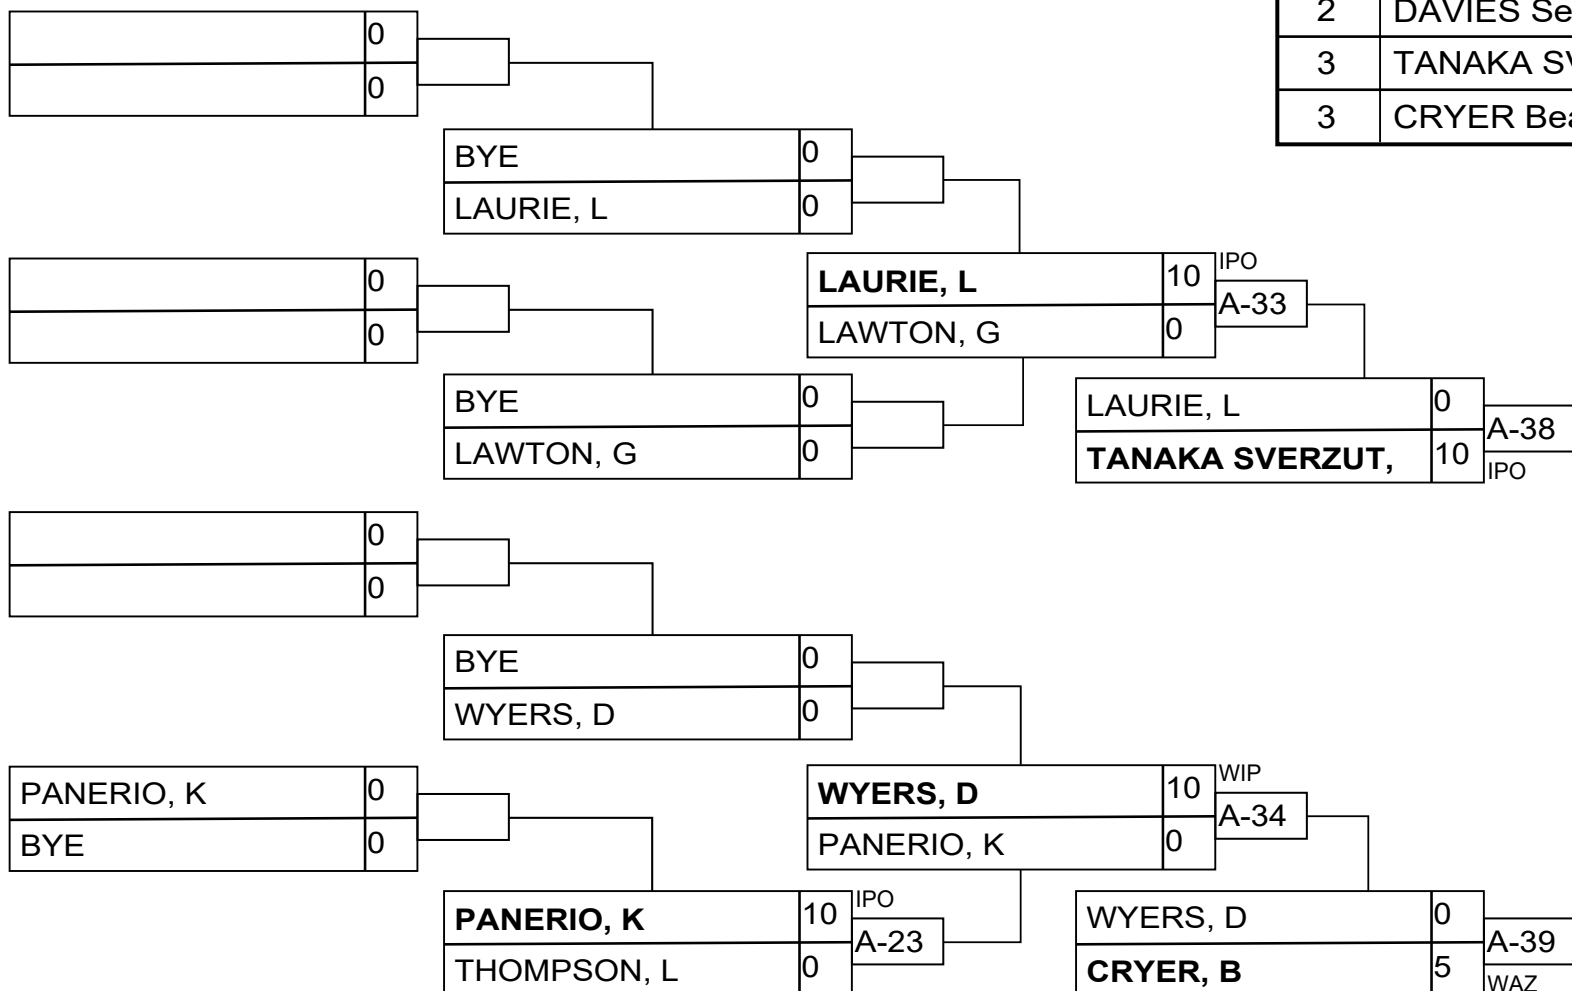 2 DAVIES Se
3 TANAKA SV
3 CRYER Bea
0
0
BYE 0
LAURIE, L 0
0
0
LAURIE, L 10 IPO
A-33
LAWTON, G 0
BYE 0
LAWTON, G 0
LAURIE, L 0
A-38
TANAKA SVERZUT, 10 IPO
0
0
BYE 0
WYERS, D 0
PANERIO, K 0
BYE 0
WYERS, D 10 WIP
A-34
PANERIO, K 0
PANERIO, K 10 IPO
A-23
THOMPSON, L 0
WYERS, D 0
A-39
CRYER, B 5 WAZ